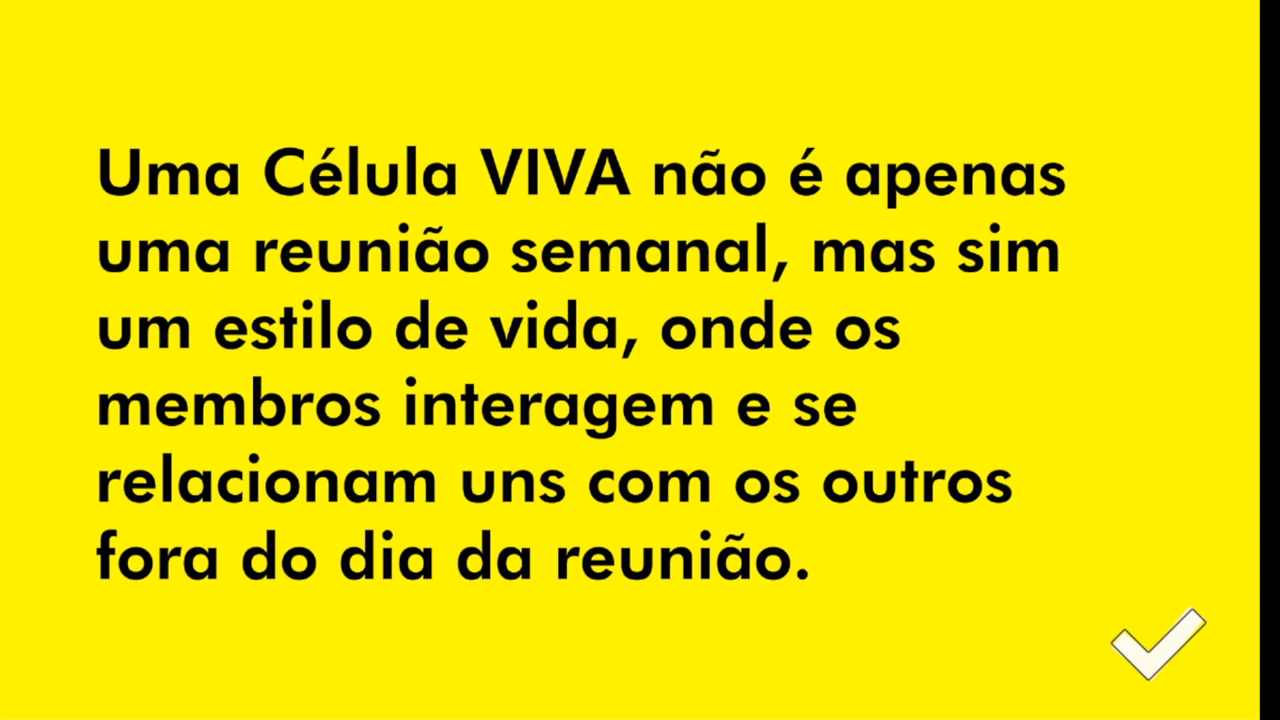 Uma Célula VIVA não é apenas
uma reunião semanal, mas sim
um estilo de vida, onde os
membros interagem e se
relacionam uns com os outros
fora do dia da reunião.